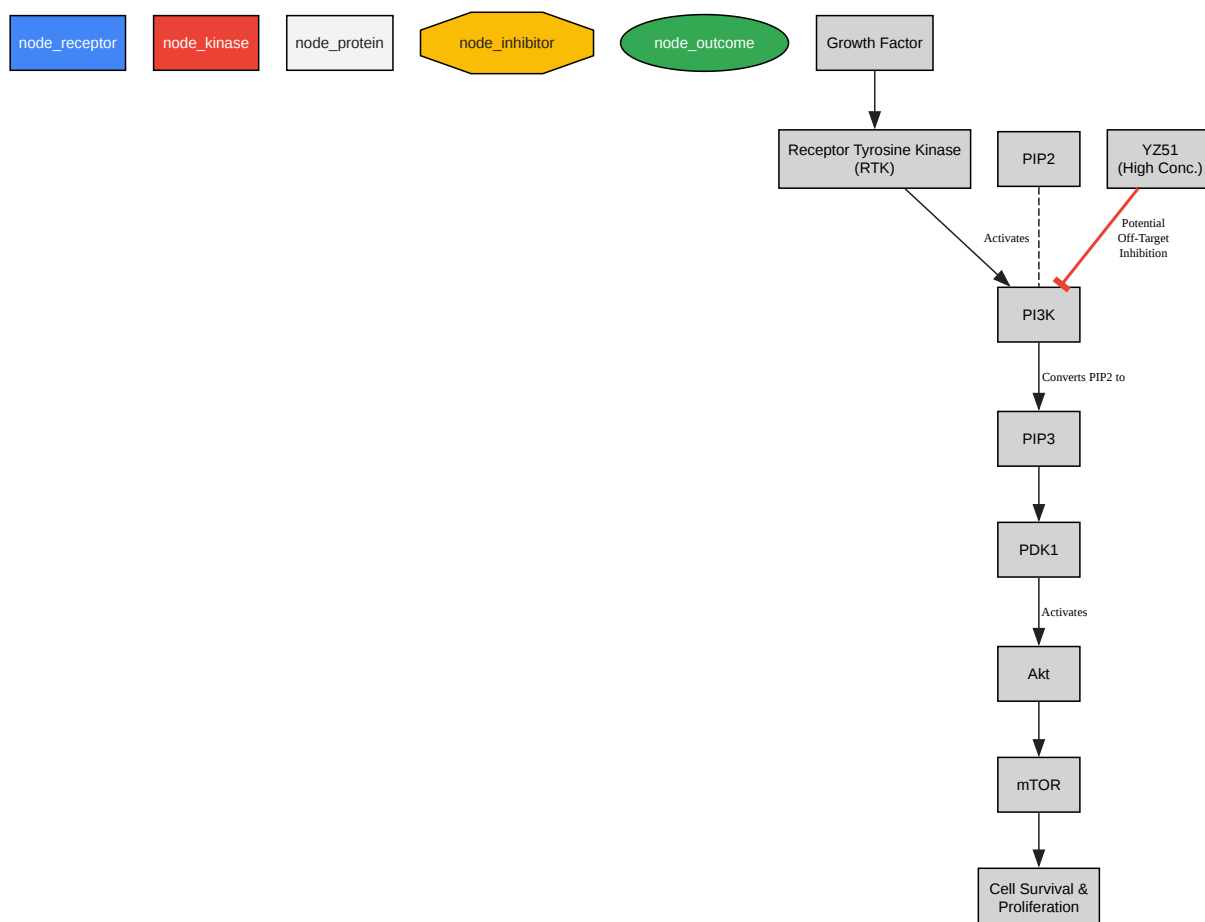 node_receptor
node_kinase
node_protein
node_inhibitor
node_outcome
Growth Factor
Receptor Tyrosine Kinase
(RTK)
PIP2
YZ51
(High Conc.)
Activates
Potential
Off-Target
Inhibition
PI3K
Converts PIP2 to
PIP3
PDK1
Activates
Akt
mTOR
Cell Survival &
Proliferation